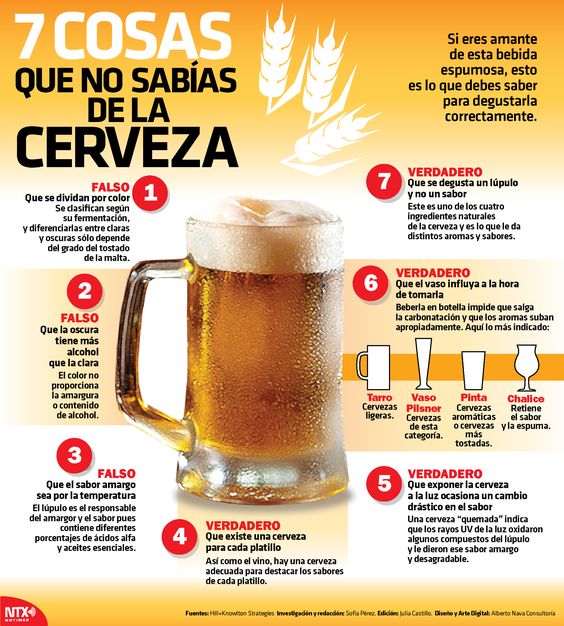 7 COSAS
QUE NO SABÍAS
DE LA
CERVEZA
Si eres amante
de esta bebida
espumosa, esto
es lo que debes saber
para degustarla
correctamente.
1
FALSO
Que se dividan por color
Se clasifican según
su fermentación,
y diferenciarlas entre claras
y oscuras sólo depende
del grado del tostado
de la malta.
2
FALSO
Que la oscura
tiene más
alcohol
que la clara
El color no
proporciona
la amargura
o contenido
de alcohol.
3
FALSO
Que el sabor amargo
sea por la temperatura
El lúpulo es el responsable
del amargor y el sabor pues
contiene diferentes
porcentajes de ácidos alfa
y aceites esenciales.
4
VERDADERO
Que existe una cerveza
para cada platillo
Así como el vino, hay una cerveza
adecuada para destacar los sabores
de cada platillo.
5
VERDADERO
Que exponer la cerveza
a la luz ocasiona un cambio
drástico en el sabor
Una cerveza “quemada” indica
que los rayos UV de la luz oxidaron
algunos compuestos del lúpulo
y le dieron ese sabor amargo
y desagradable.
6
VERDADERO
Que el vaso influya a la hora
de tomarla
Beberla en botella impide que salga
la carbonatación y que los aromas suban
apropiadamente. Aquí lo más indicado:
Tarro
Cervezas
ligeras.
Vaso
Pilsner
Cervezas
de esta
categoría.
Pinta
Cervezas
aromáticas
o cervezas
más
tostadas.
Chalice
Retiene
el sabor
y la espuma.
7
VERDADERO
Que se degusta un lúpulo
y no un sabor
Este es uno de los cuatro
ingredientes naturales
de la cerveza y es lo que le da
distintos aromas y sabores.
NTX
NOTIMEX
Fuentes: Hill+Knowlton Strategies Investigación y redacción: Sofía Pérez. Edición: Julia Castillo. Diseño y Arte Digital: Alberto Nava Consultoría